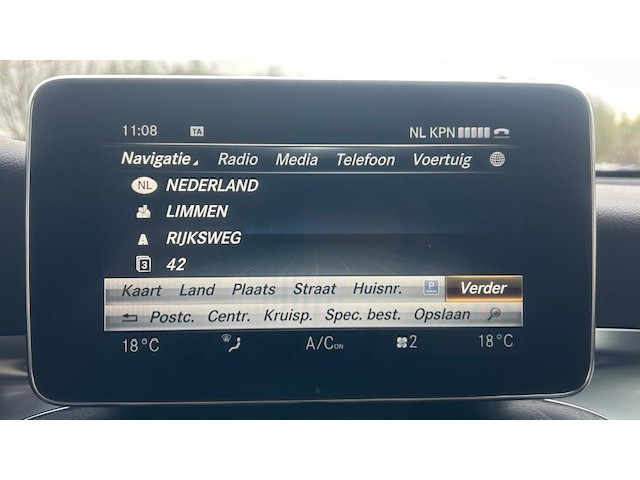 11:08 TA NL KPN
Navigatie Radio Media Telefoon Voertuig
NL NEDERLAND
LIMMEN
A RIJKSWEG
3 42
Kaart Land Plaats Straat Huisnr. P Verder
Postc. Centr. Kruisp. Spec. best. Opslaan
18°C A/C ON 2 18°C